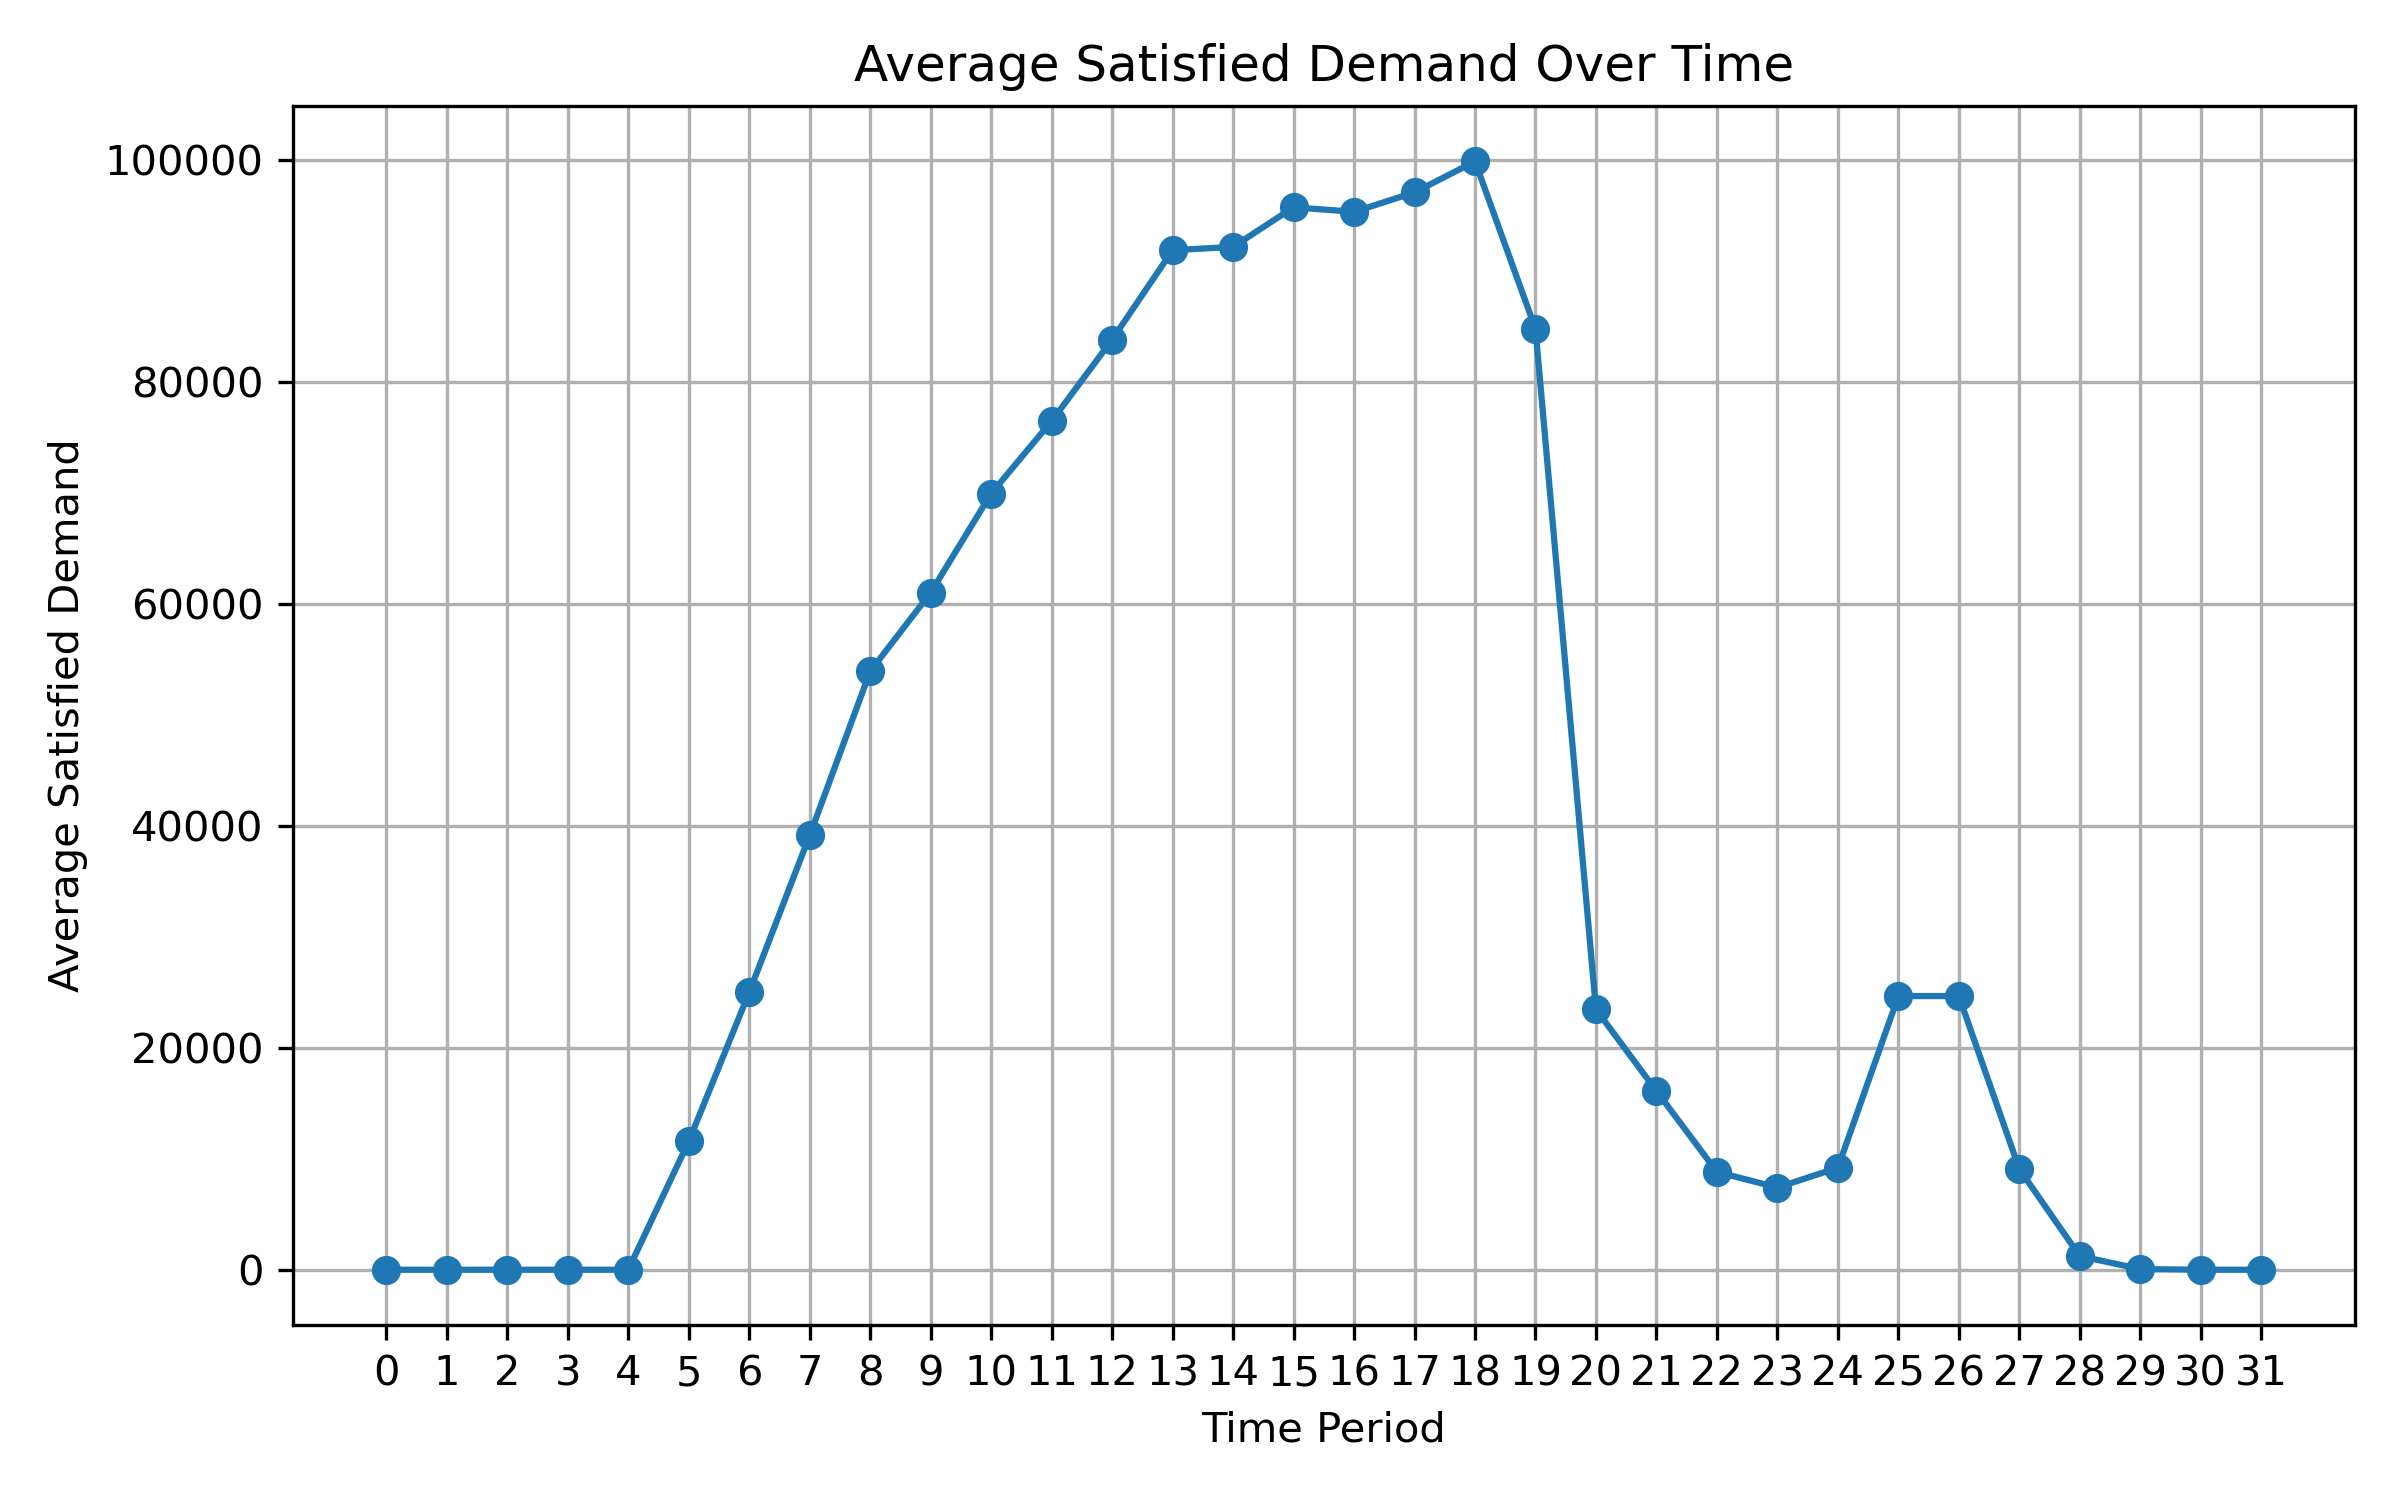 Average Satisfied Demand Over Time
100000
80000
60000
40000
20000
0
Average Satisfied Demand
0 1 2 3 4 5 6 7 8 9 10 11 12 13 14 15 16 17 18 19 20 21 22 23 24 25 26 27 28 29 30 31
Time Period